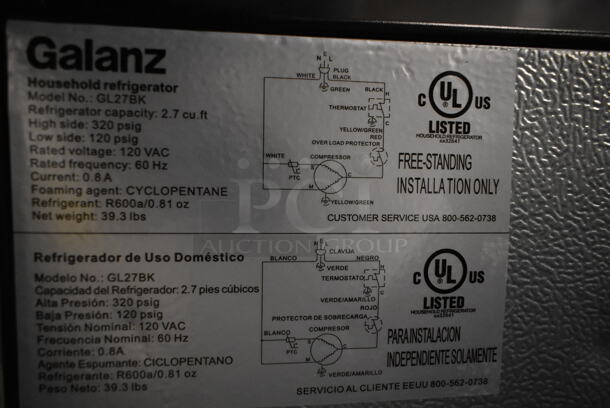 Galanz
Household refrigerator
Model No.: GL27BK
Refrigerator capacity: 2.7 cu.ft
High side: 320 psig
Low side: 120 psig
Rated voltage: 120 VAC
Rated frequency: 60 Hz
Current: 0.8A
Foaming agent: CYCLOPENTANE
Refrigerant: R600a/0.81 oz
Net weight: 39.3 lbs
N
E L
PLUG
WHITE
BLACK
GREEN
BLACK
H
THERMOSTAT
C
YELLOW/GREEN
RED
OVER LOAD PROTECTOR
WHITE
COMPRESSOR
PTC
S
M
C
YELLOW/GREEN
C UL US
LISTED
HOUSEHOLD REFRIGERATOR
FREE-STANDING
INSTALLATION ONLY
CUSTOMER SERVICE USA 800-562-0738
AUCTION GROUP
Refrigerador de Uso Doméstico
Modelo No.: GL27BK
Capacidad del Refrigerador: 2.7 pies cúbicos
Alta Presión: 320 psig
Baja Presión: 120 psig
Tensión Nominal: 120 VAC
Frecuencia Nominal: 60 Hz
Corriente: 0.8A
Agente Espumante: CICLOPENTANO
Refrigerante: R600a/0.81 oz
Peso Neto: 39.3 lbs
N
E L
CLAVIJA
BLANCO
NEGRO
VERDE
H
TERMOSTATO
C
VERDE/AMARILLO
ROJO
PROTECTOR DE SOBRECARGA
BLANCO
COMPRESOR
PTC
S
M
C
VERDE/AMARILLO
C UL US
LISTED
HOUSEHOLD REFRIGERATOR
PARA INSTALACION
INDEPENDIENTE SOLAMENTE
SERVICIO AL CLIENTE EEUU 800-562-0738